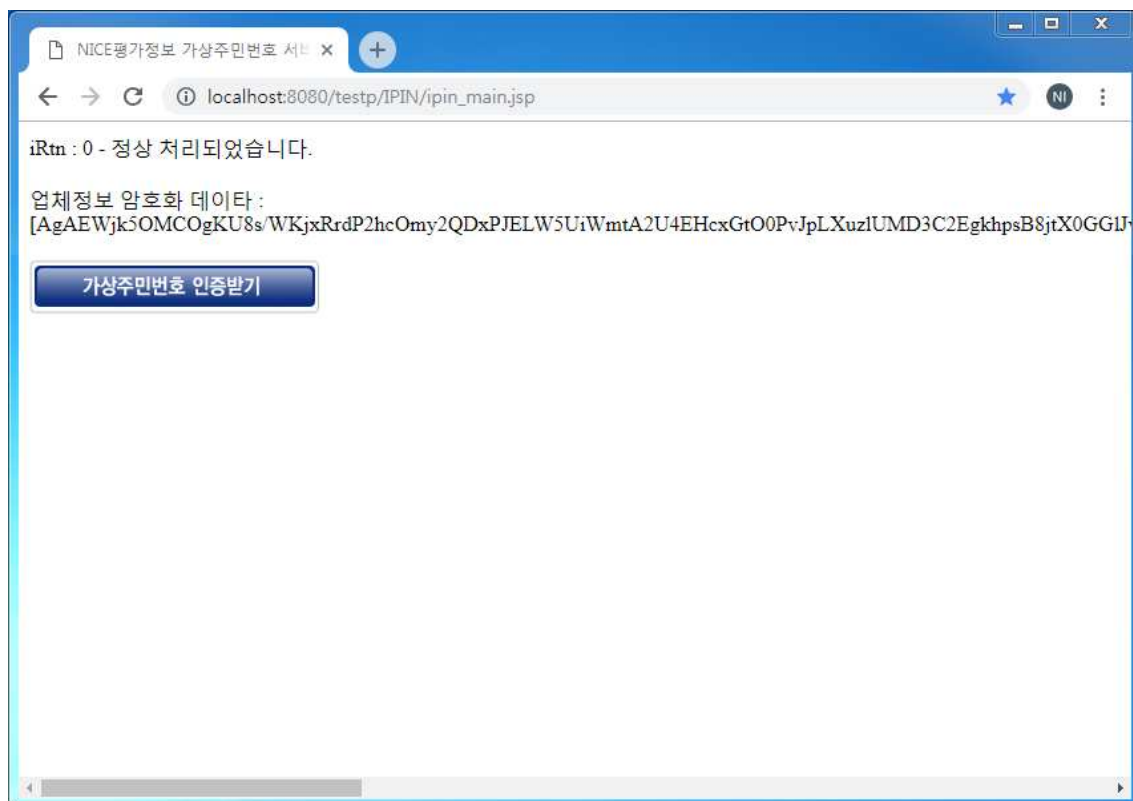 NICE평가정보 가상주민번호 서비
localhost:8080/testp/IPIN/ipin_main.jsp
NI
iRtn : 0 - 정상 처리되었습니다.
업체정보 암호화 데이타 :
[AgAEWjk5OMCOgKU8s/WKjxRrdP2hcOmy2QDxPJELW5UiWmtA2U4EHcxGtO0PvJpLXuzlUMD3C2EgkhpsB8jtX0GGlJv
가상주민번호 인증받기